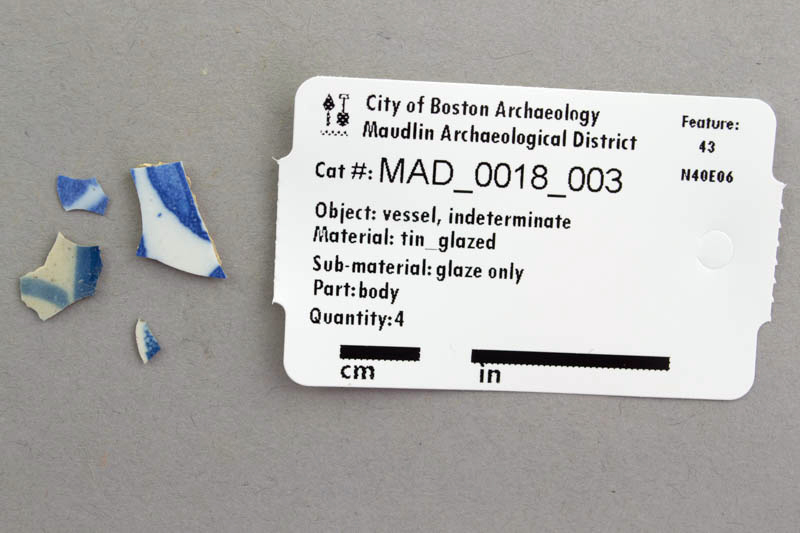 City of Boston Archaeology
Maudlin Archaeological District
Feature:
43
N40E06
Cat #: MAD_0018_003
Object: vessel, indeterminate
Material: tin_glazed
Sub-material: glaze only
Part:body
Quantity:4
cm
in